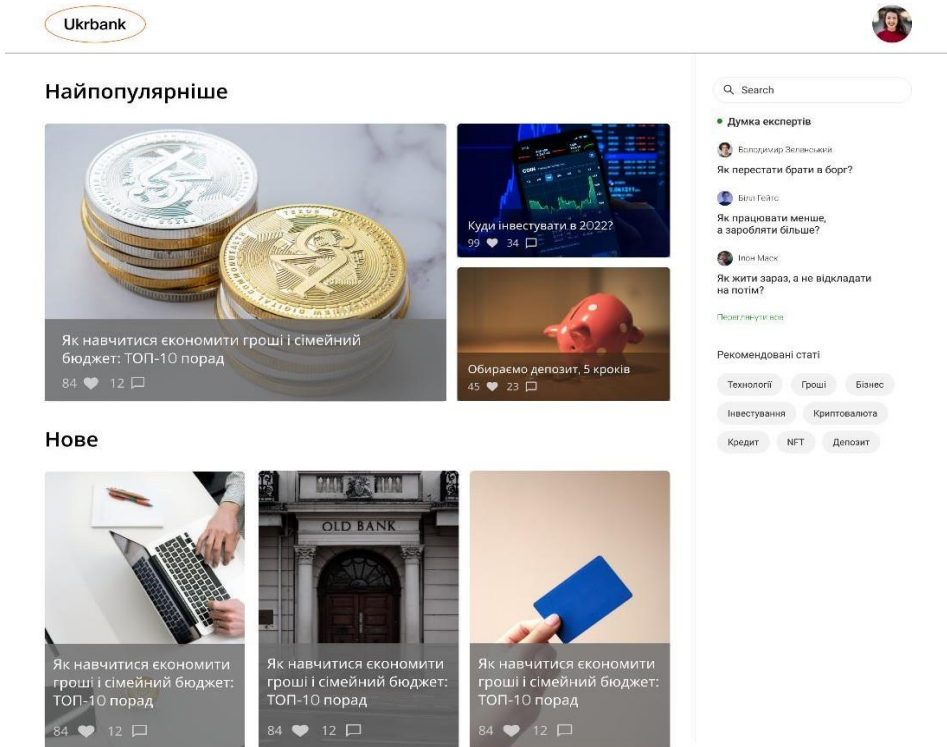 Ukrbank
Найпопулярніше
Як навчитися економити гроші і сімейний
бюджет: ТОП-10 порад
84 12
Куди інвестувати в 2022?
99 34
Обираємо депозит, 5 кроків
45 23
Нове
OLD BANK
Як навчитися економити
гроші і сімейний бюджет:
ТОП-10 порад
84 12
Як навчитися економити
гроші і сімейний бюджет:
ТОП-10 порад
84 12
Як навчитися економити
гроші і сімейний бюджет:
ТОП-10 порад
84 12
Search
Думка експертів
Володимир Зеленський
Як перестати брати в борг?
Білл Гейтс
Як працювати менше,
а заробляти більше?
Ілон Маск
Як жити зараз, а не відкладати
на потім?
Переглянути все
Рекомендовані статі
Технології Гроші Бізнес
Інвестування Криптовалюта
Кредит NFT Депозит